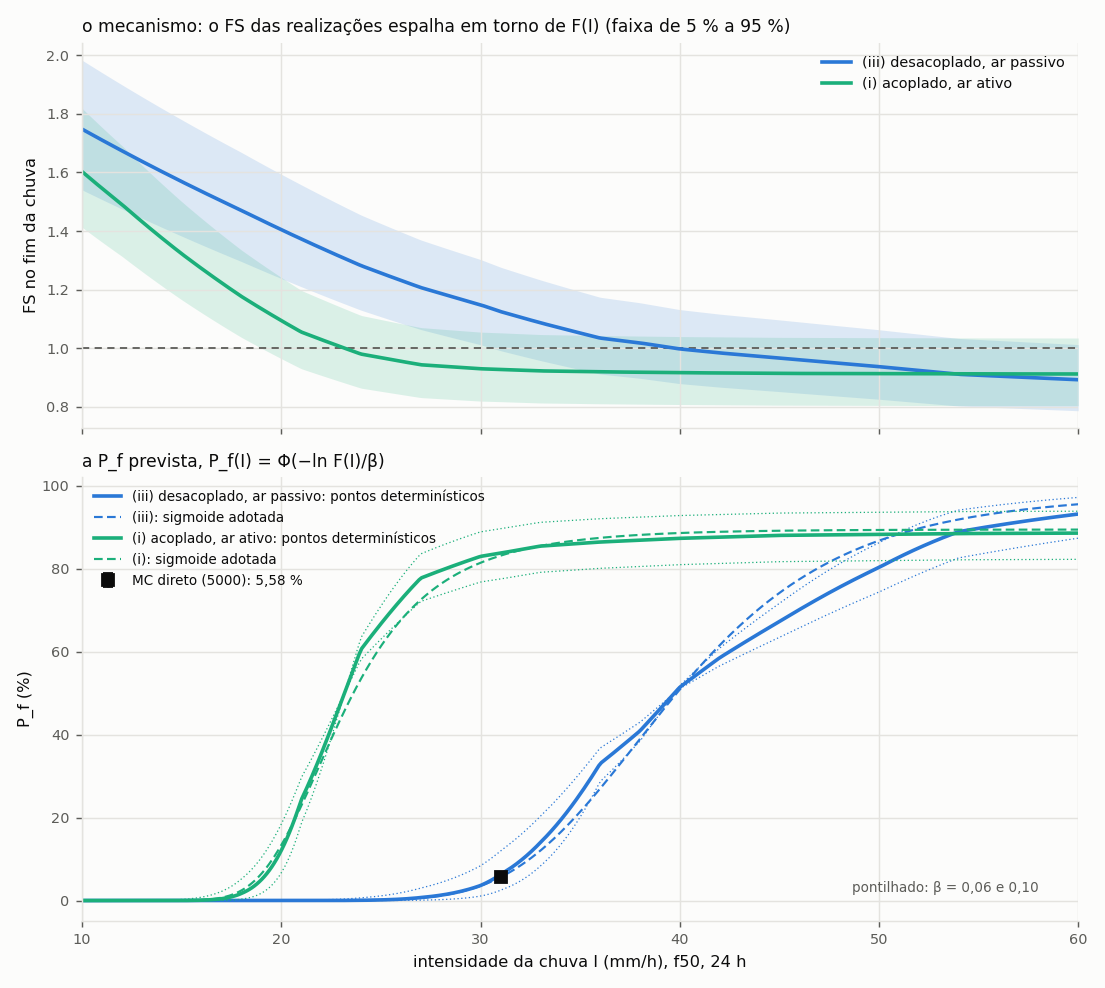 o mecanismo: o FS das realizações espalha em torno de F(I) (faixa de 5 % a 95 %)
(iii) desacoplado, ar passivo
(i) acoplado, ar ativo
FS no fim da chuva
2.0
1.8
1.6
1.4
1.2
1.0
0.8
a P_f prevista, P_f(I) = Φ(−ln F(I)/β)
(iii) desacoplado, ar passivo: pontos determinísticos
(iii): sigmoide adotada
(i) acoplado, ar ativo: pontos determinísticos
(i): sigmoide adotada
MC direto (5000): 5,58 %
P_f (%)
100
80
60
40
20
0
pontilhado: β = 0,06 e 0,10
10 20 30 40 50 60
intensidade da chuva I (mm/h), f50, 24 h